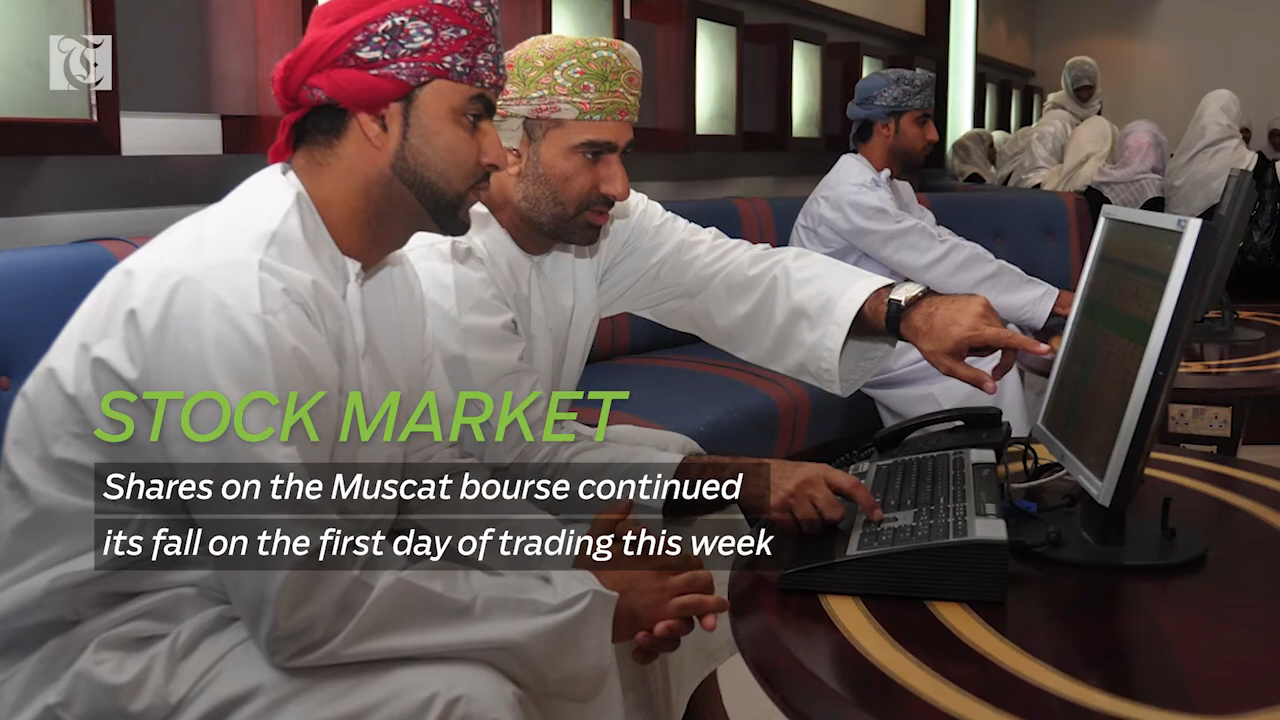 T
STOCK MARKET
Shares on the Muscat bourse continued
its fall on the first day of trading this week